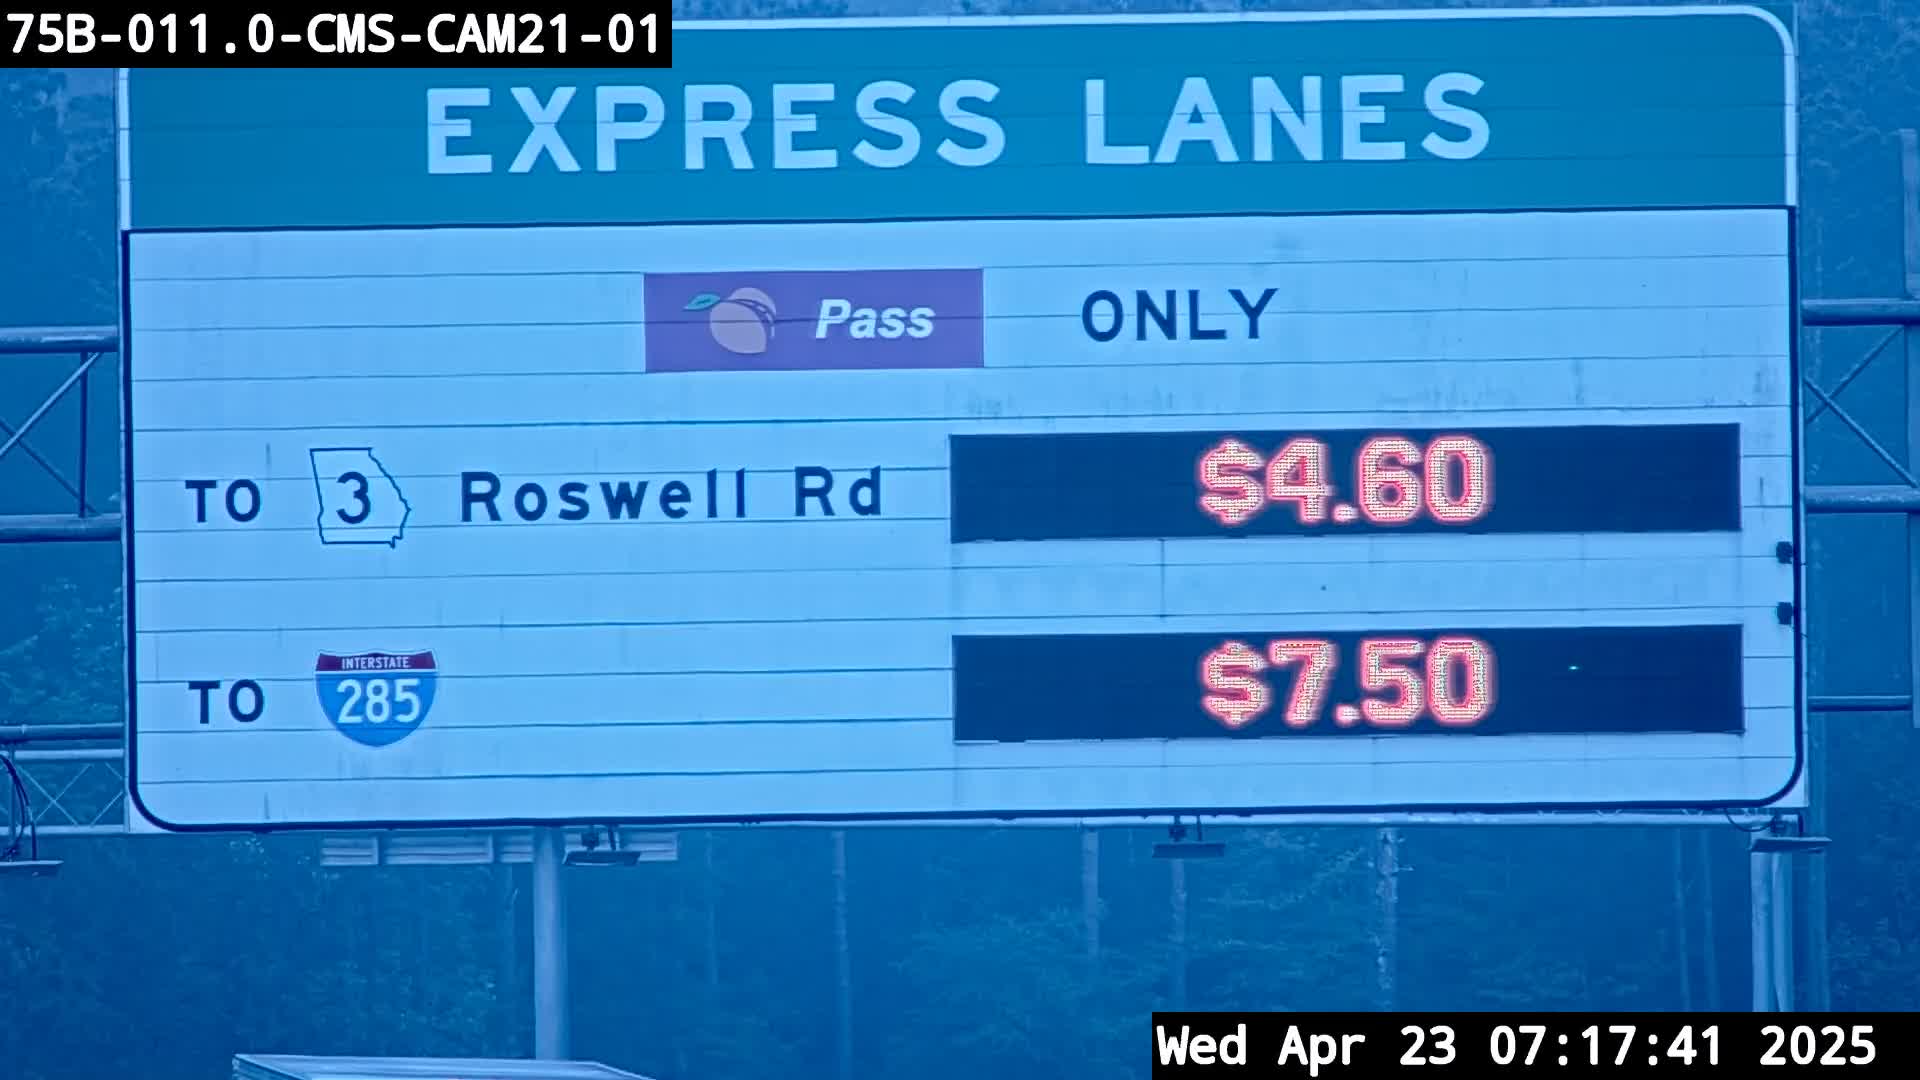 75B-011.0-CMS-CAM21-01
EXPRESS LANES
Pass ONLY
TO 3 Roswell Rd $4.60
TO INTERSTATE 285 $7.50
Wed Apr 23 07:17:41 2025